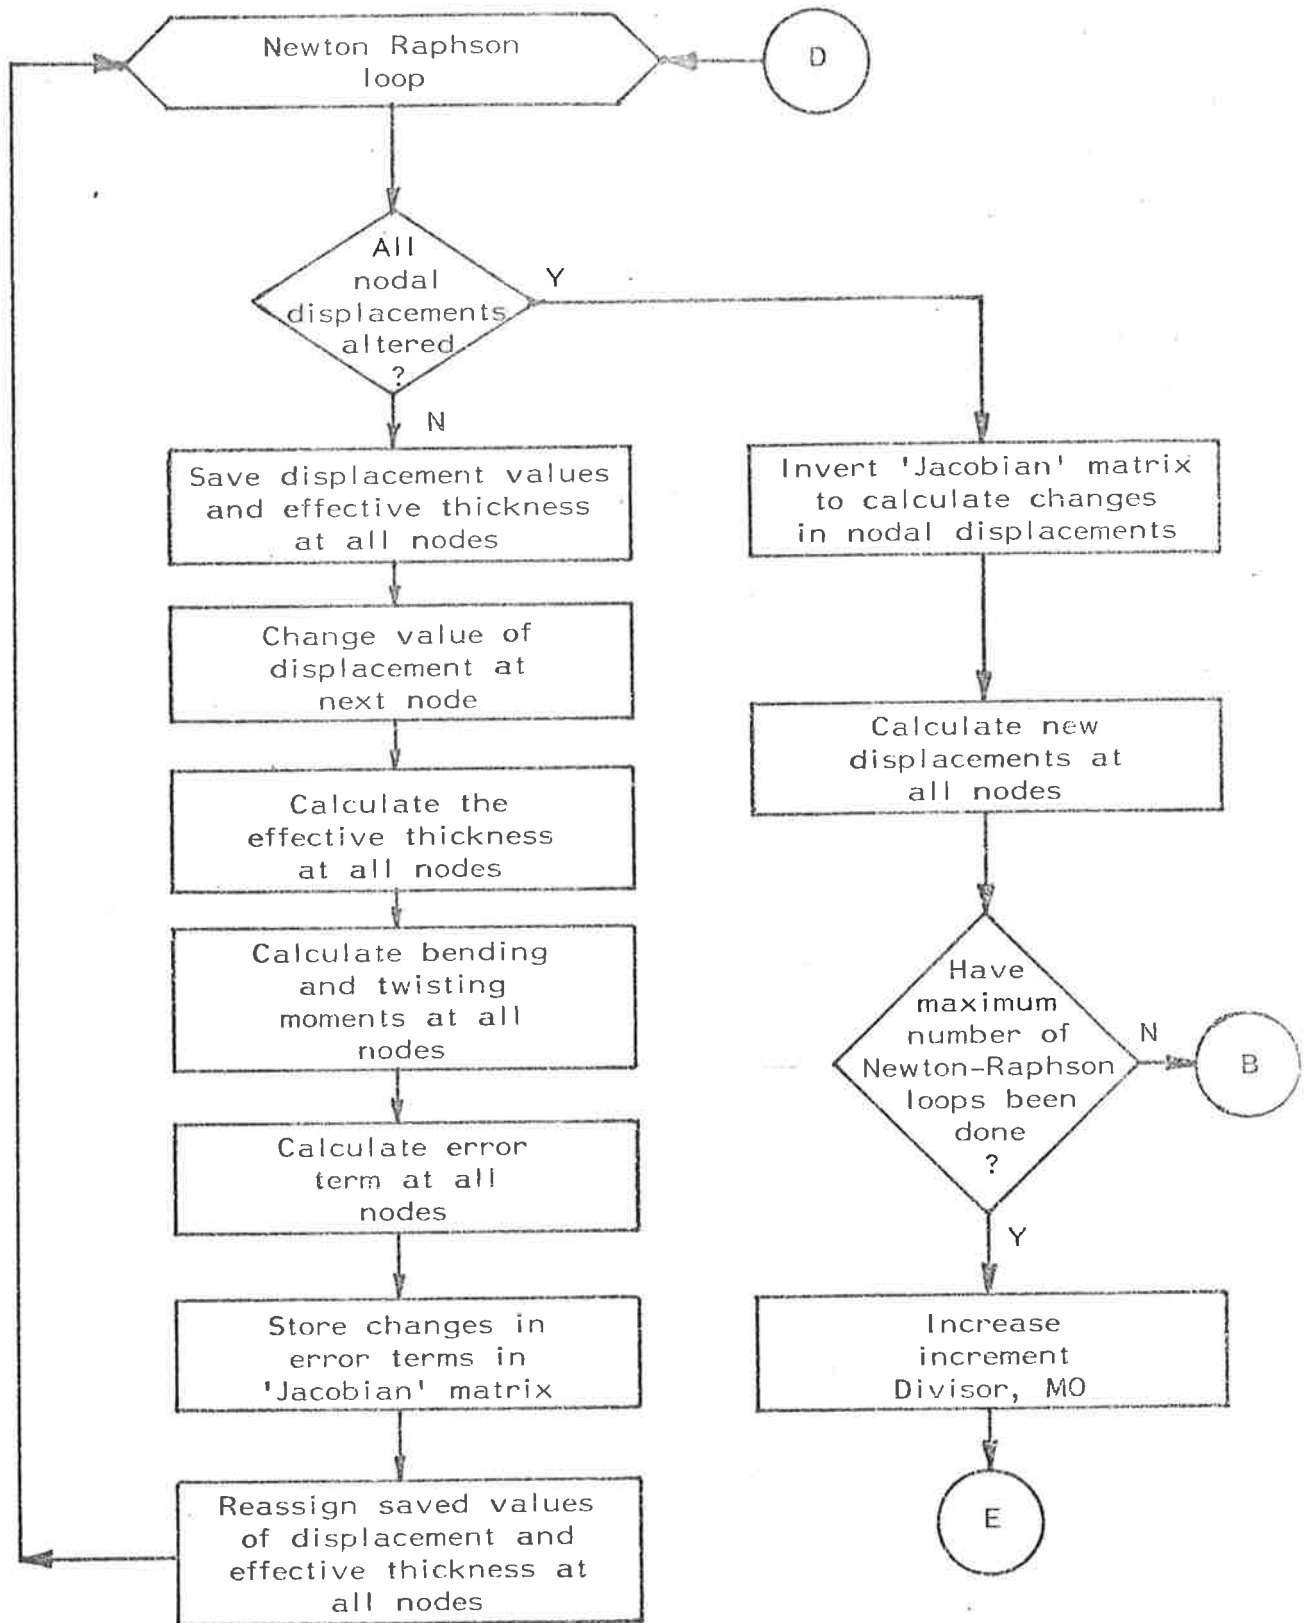 Newton Raphson
loop
D
All
nodal
displacements
altered
?
Y
N
Save displacement values
and effective thickness
at all nodes
Change value of
displacement at
next node
Calculate the
effective thickness
at all nodes
Calculate bending
and twisting
moments at all
nodes
Calculate error
term at all
nodes
Store changes in
error terms in
'Jacobian' matrix
Reassign saved values
of displacement and
effective thickness at
all nodes
Invert 'Jacobian' matrix
to calculate changes
in nodal displacements
Calculate new
displacements at
all nodes
Have
maximum
number of
Newton-Raphson
loops been
done
?
N
B
Y
Increase
increment
Divisor, MO
E